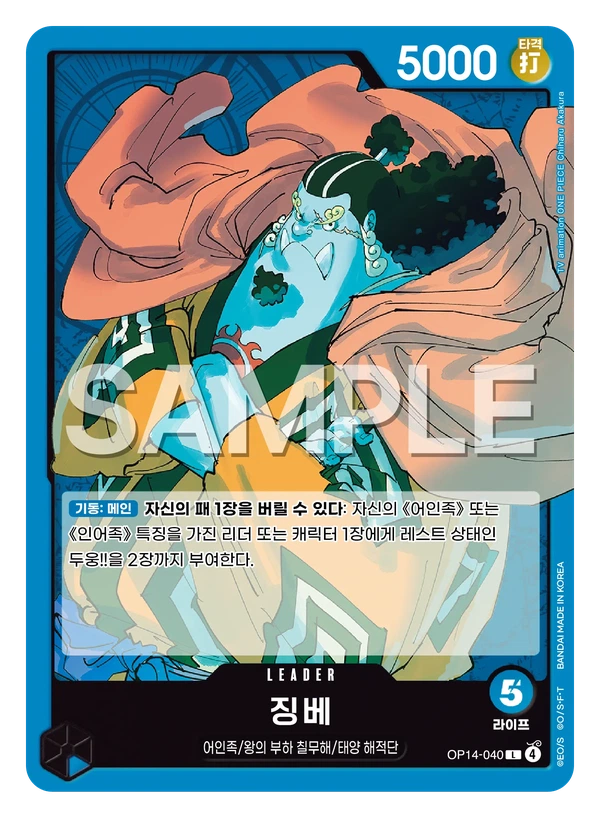 5000
타격
打
TV animation ONE PIECE Chiharu Akakura
SAMPLE
기동: 메인 자신의 패 1장을 버릴 수 있다: 자신의 《어인족》 또는
《인어족》 특징을 가진 리더 또는 캐릭터 1장에게 레스트 상태인
두웅!!을 2장까지 부여한다.
LEADER
징베
5
라이프
어인족/왕의 부하 칠무해/태양 해적단
OP14-040 L 4
©EO/S ©O/S·F·T BANDAI MADE IN KOREA